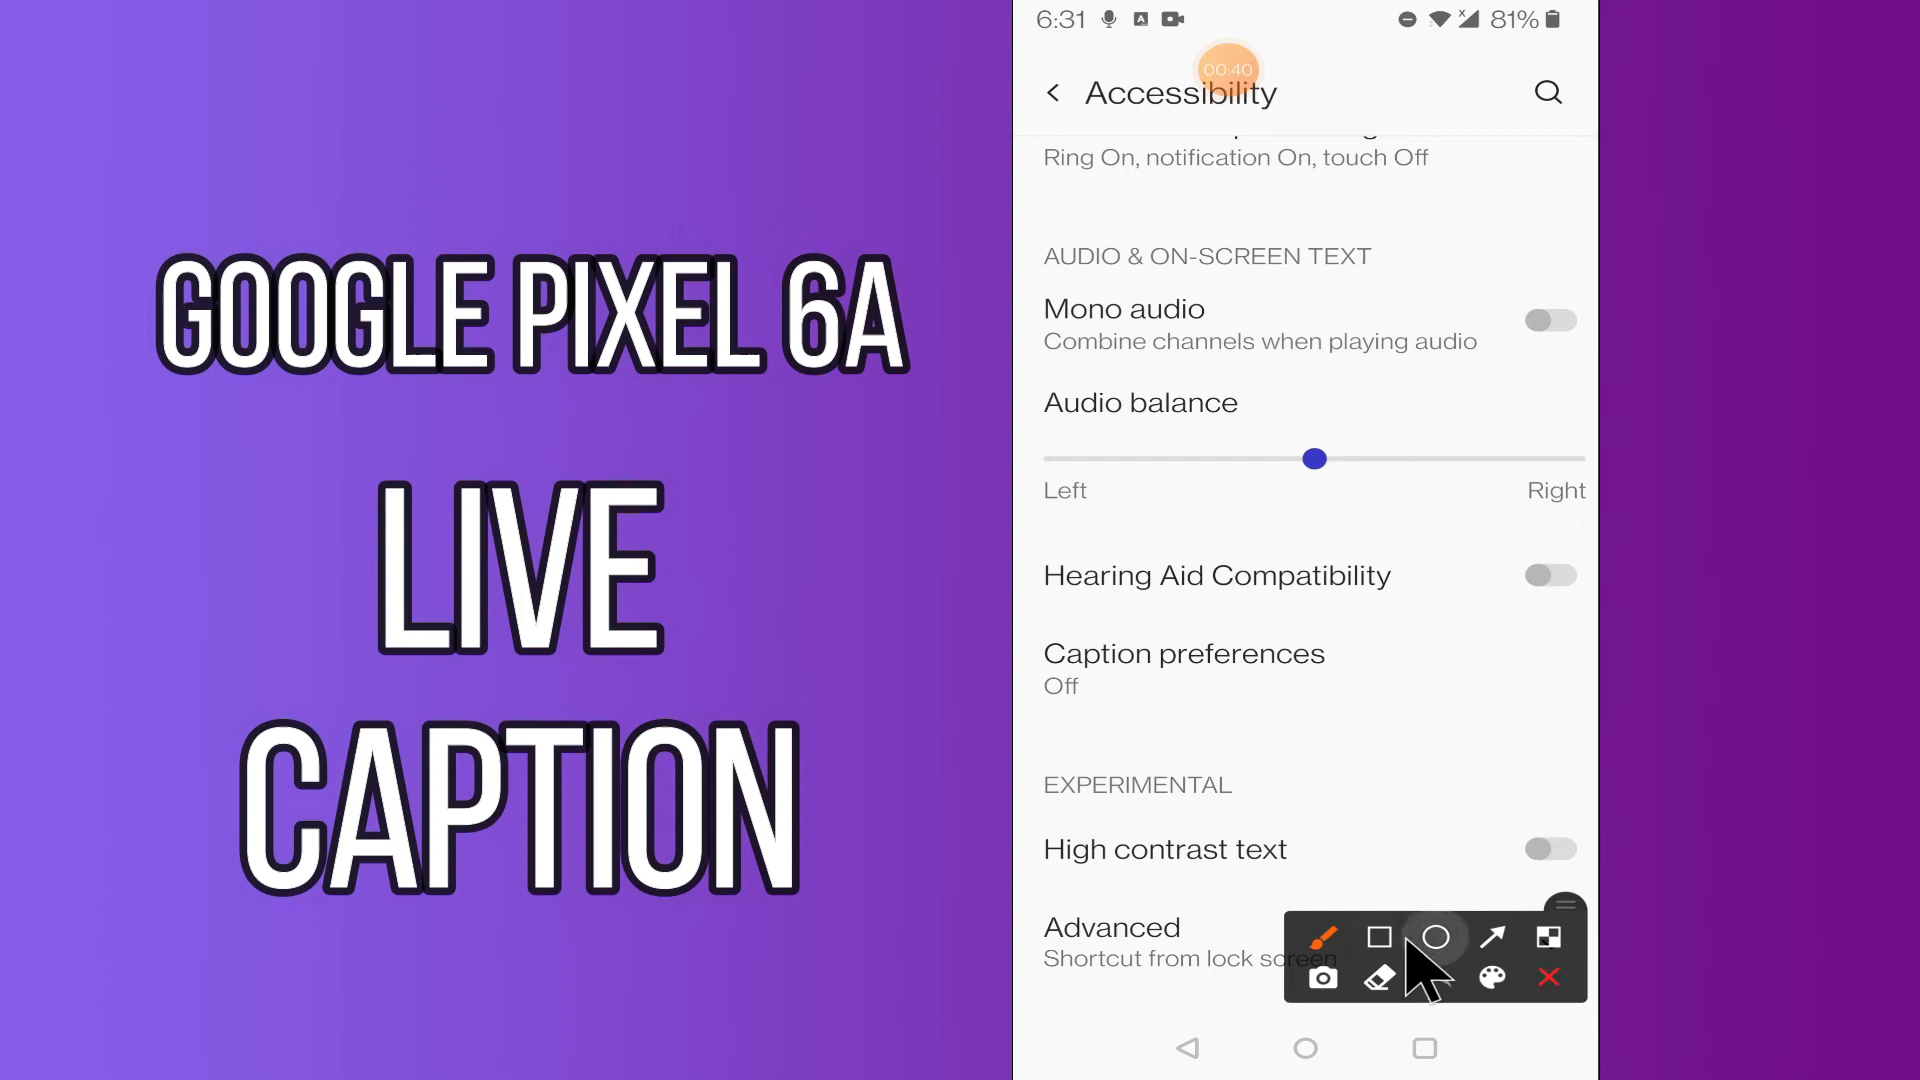 GOOGLE PIXEL 6A
LIVE
CAPTION
6:31
81%
00:40
Accessibility
Ring On, notification On, touch Off
AUDIO & ON-SCREEN TEXT
Mono audio
Combine channels when playing audio
Audio balance
Left
Right
Hearing Aid Compatibility
Caption preferences
Off
EXPERIMENTAL
High contrast text
Advanced
Shortcut from lock screen